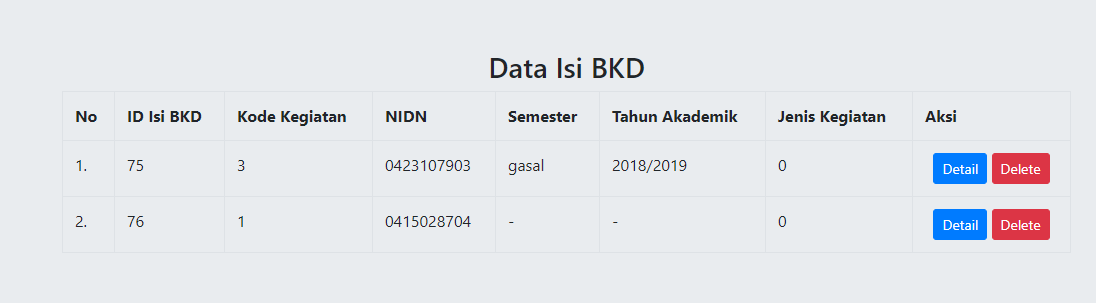 Data Isi BKD
No ID Isi BKD Kode Kegiatan NIDN Semester Tahun Akademik Jenis Kegiatan Aksi
1. 75 3 0423107903 gasal 2018/2019 0 Detail Delete
2. 76 1 0415028704 - - 0 Detail Delete